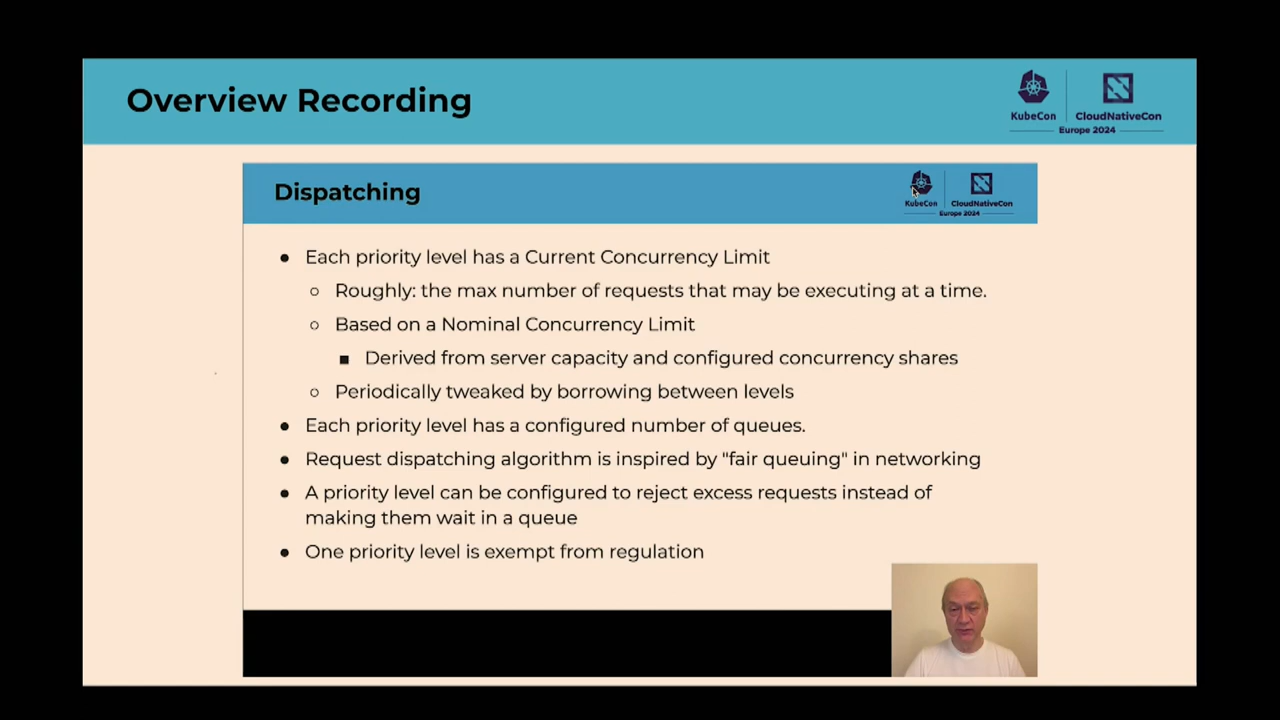 Overview Recording
KubeCon
CloudNativeCon
Europe 2024
Dispatching
KubeCon
CloudNativeCon
Europe 2024
● Each priority level has a Current Concurrency Limit
○ Roughly: the max number of requests that may be executing at a time.
○ Based on a Nominal Concurrency Limit
■ Derived from server capacity and configured concurrency shares
○ Periodically tweaked by borrowing between levels
● Each priority level has a configured number of queues.
● Request dispatching algorithm is inspired by "fair queuing" in networking
● A priority level can be configured to reject excess requests instead of
making them wait in a queue
● One priority level is exempt from regulation